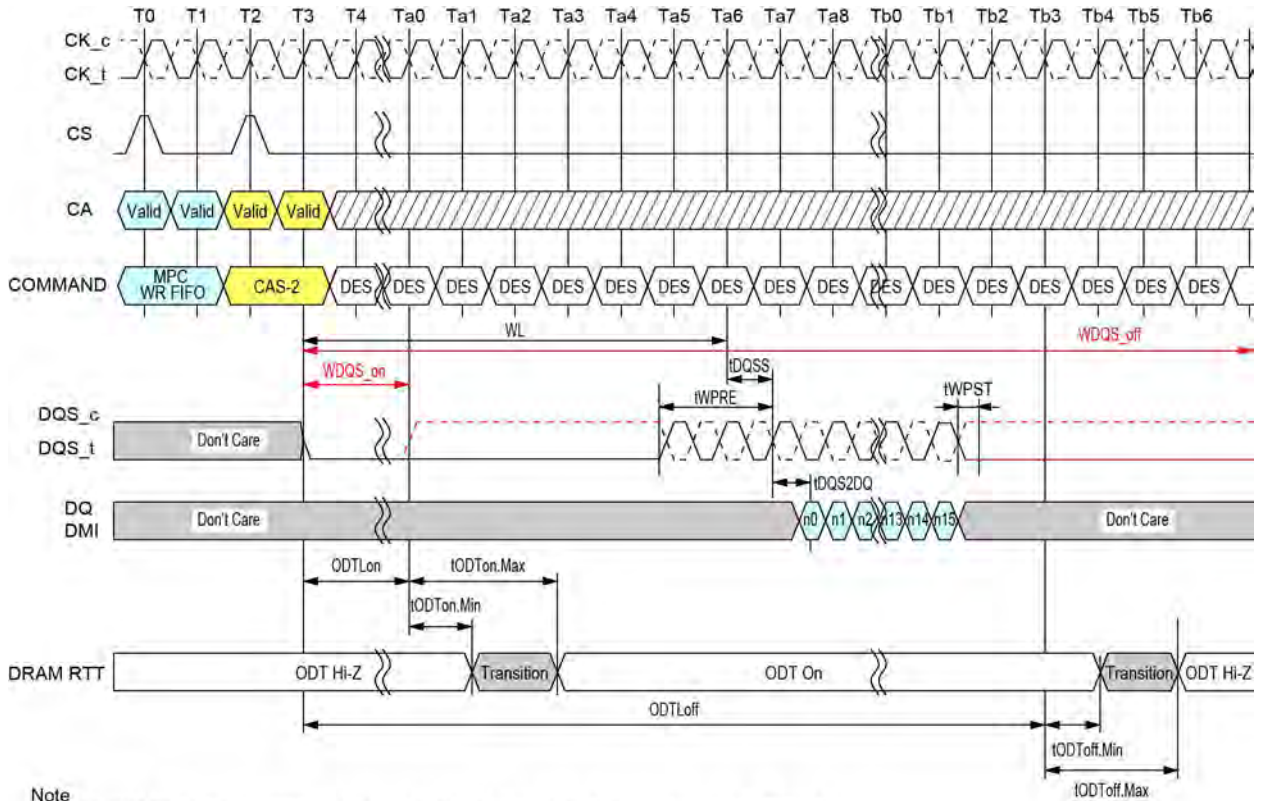 T0 T1 T2 T3 T4 Ta0 Ta1 Ta2 Ta3 Ta4 Ta5 Ta6 Ta7 Ta8 Tb0 Tb1 Tb2 Tb3 Tb4 Tb5 Tb6
CK_c
CK_t
CS
CA Valid Valid Valid Valid
COMMAND MPC WR FIFO CAS-2 DES DES DES DES DES DES DES DES DES DES DES DES DES DES DES DES DES
WL WDQS_off
WDQS_on tDQSS
tWPRE tWPST
DQS_c
DQS_t Don't Care
tDQS2DQ
DQ
DMI Don't Care n0 n1 n2 n13 n14 n15 Don't Care
ODTLon tODTon.Max
tODTon.Min
DRAM RTT ODT Hi-Z Transition ODT On Transition ODT Hi-Z
ODTLoff
tODToff.Min
tODToff.Max
Note